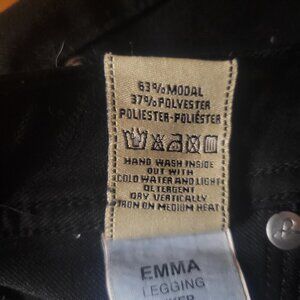 63% MODAL
37% POLYESTER
POLIESTER-POLIÉSTER
HAND WASH INSIDE
OUT WITH
COLD WATER AND LIGHT
DETERGENT
DRY VERTICALLY
IRON ON MEDIUM HEAT
EMMA
LEGGING